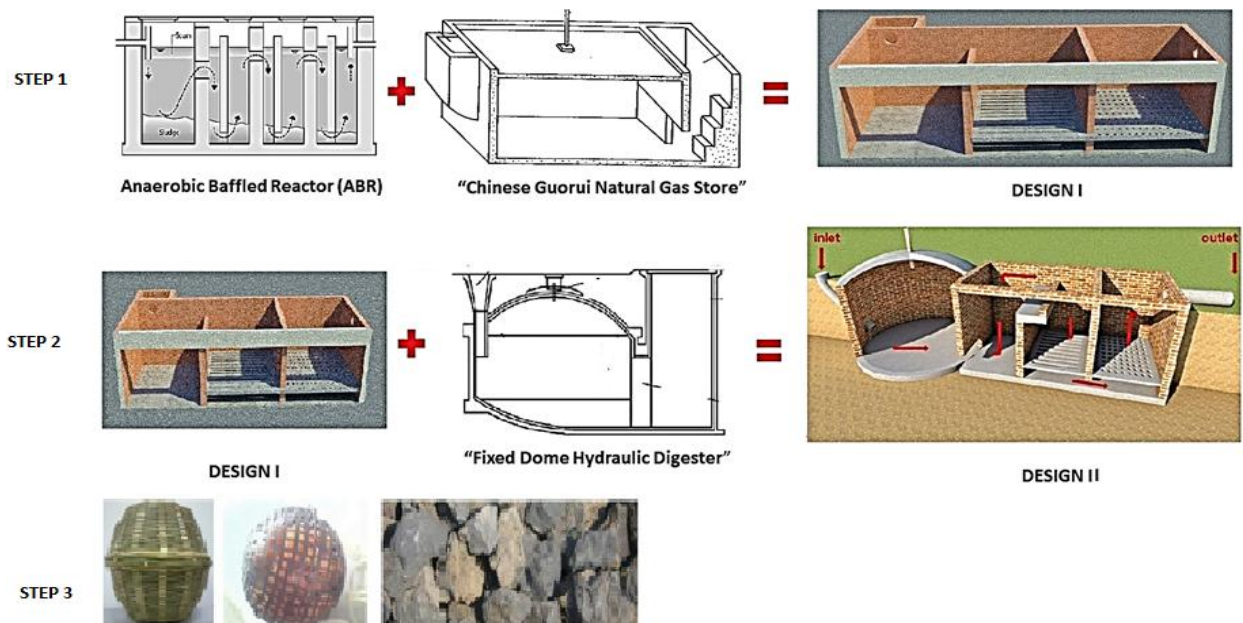 STEP 1
Scum
Sludge
Anaerobic Baffled Reactor (ABR)
“Chinese Guorui Natural Gas Store”
DESIGN I
STEP 2
inlet
outlet
DESIGN I
“Fixed Dome Hydraulic Digester”
DESIGN II
STEP 3